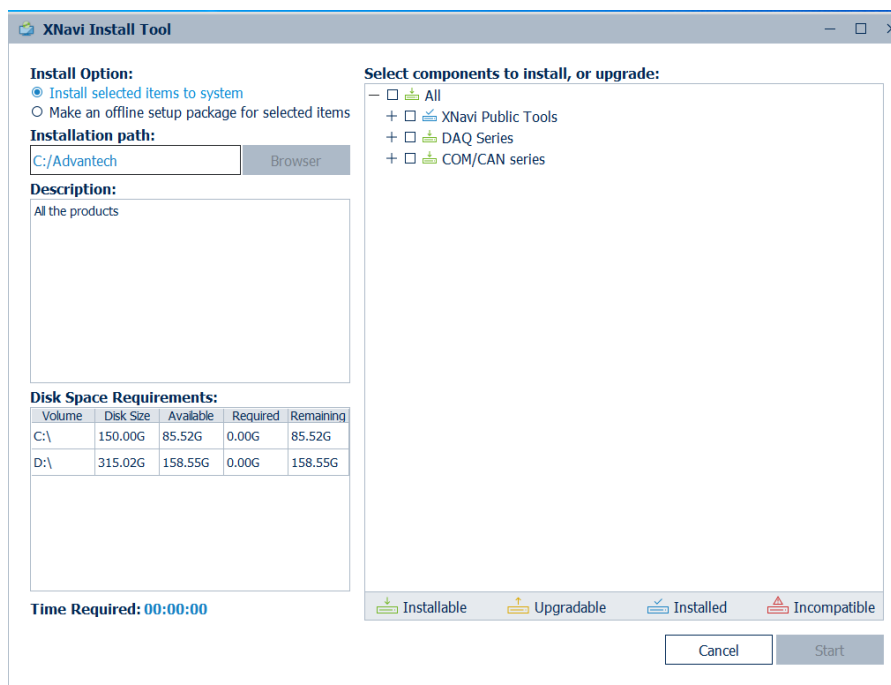 XNavi Install Tool
Install Option:
Install selected items to system
Make an offline setup package for selected items
Installation path:
C:/Advantech
Browser
Description:
All the products
Disk Space Requirements:
Volume Disk Size Available Required Remaining
C:\ 150.00G 85.52G 0.00G 85.52G
D:\ 315.02G 158.55G 0.00G 158.55G
Time Required: 00:00:00
Select components to install, or upgrade:
All
XNavi Public Tools
DAQ Series
COM/CAN series
Installable Upgradable Installed Incompatible
Cancel Start